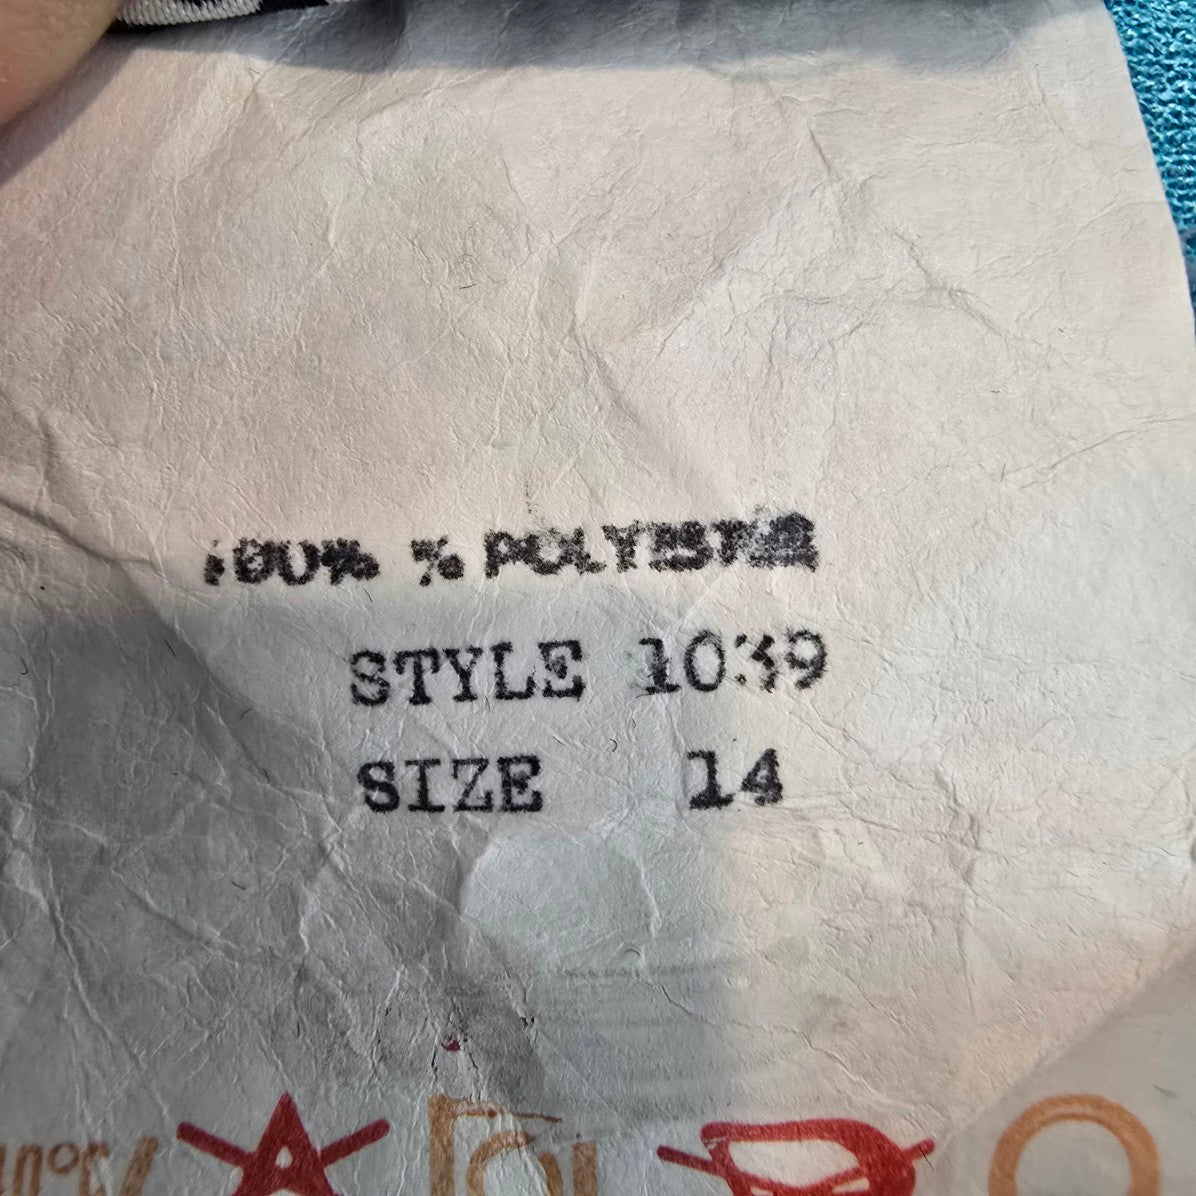 100% % POLYESTER
STYLE 1039
SIZE 14